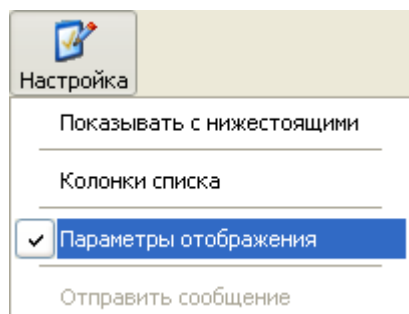 Настройка
Показывать с нижестоящими
Колонки списка
Параметры отображения
Отправить сообщение